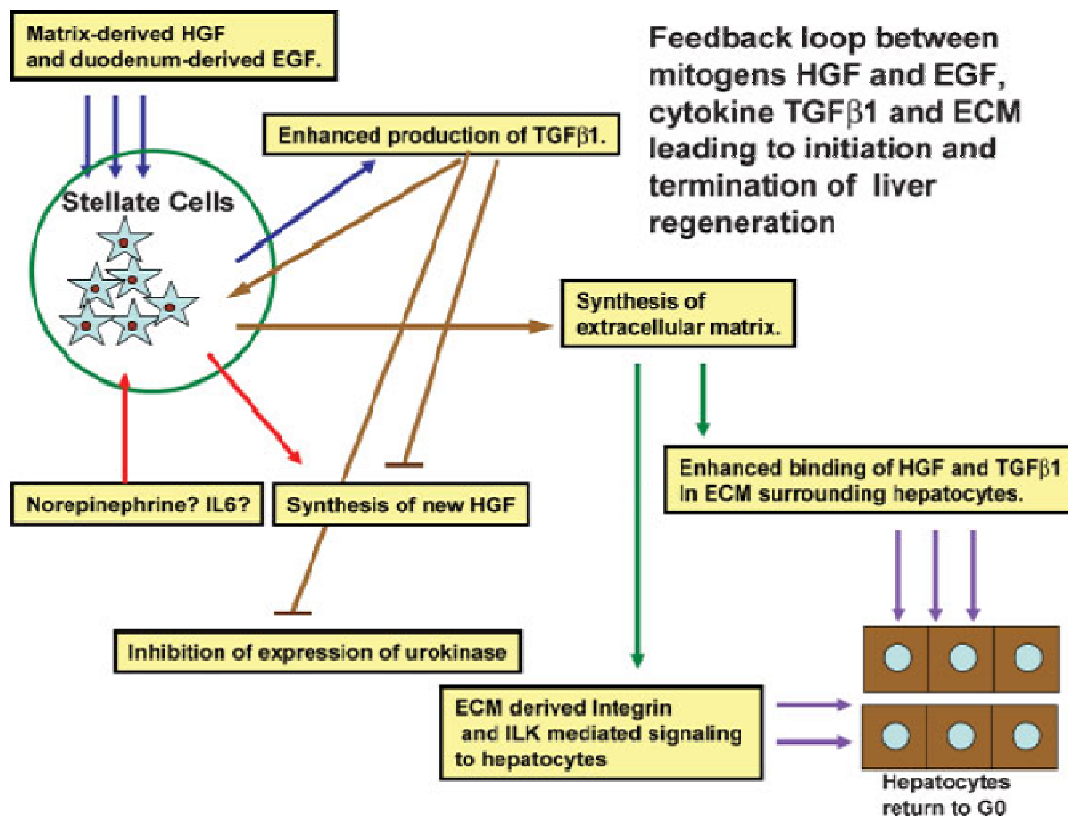 Matrix-derived HGF
and duodenum-derived EGF.
Feedback loop between
mitogens HGF and EGF,
cytokine TGFβ1 and ECM
leading to initiation and
termination of liver
regeneration
Enhanced production of TGFβ1.
Stellate Cells
Synthesis of
extracellular matrix.
Enhanced binding of HGF and TGFβ1
In ECM surrounding hepatocytes.
Norepinephrine? IL6?
Synthesis of new HGF
Inhibition of expression of urokinase
ECM derived Integrin
and ILK mediated signaling
to hepatocytes
Hepatocytes
return to G0